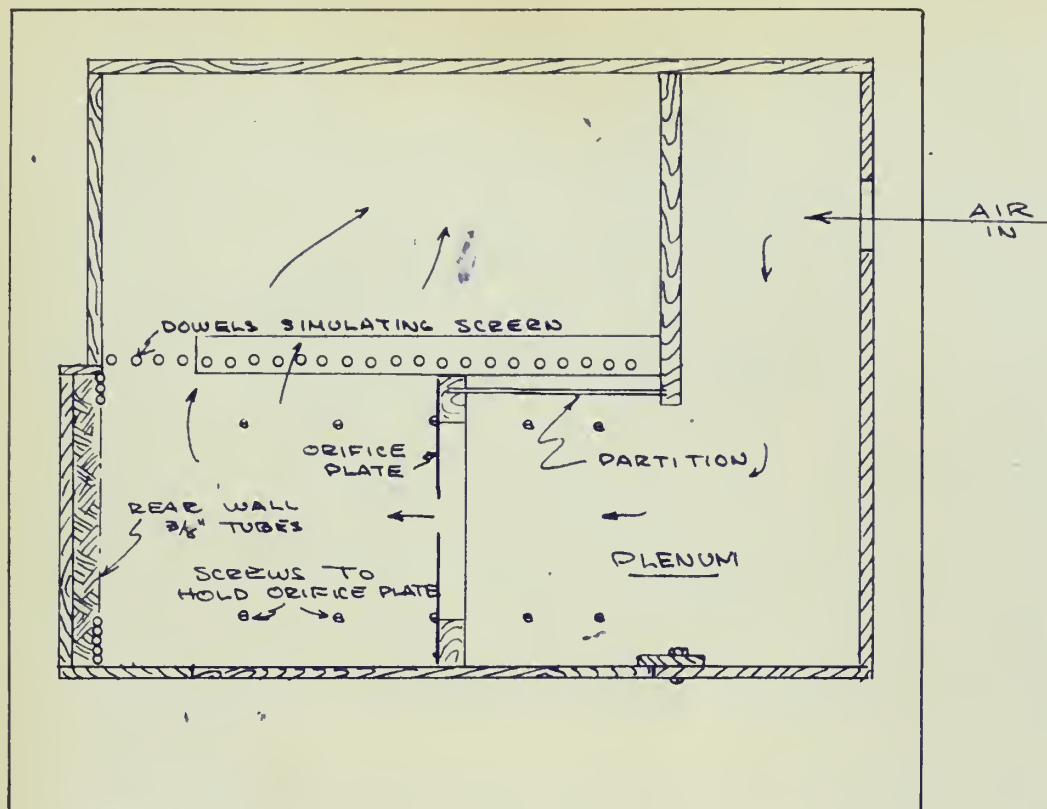 AIR
IN
DOWELS SIMULATING SCREEN
ORIFICE
PLATE
PARTITION
REAR WALL
3/8" TUBES
PLENUM
SCREWS TO
HOLD ORIFICE PLATE